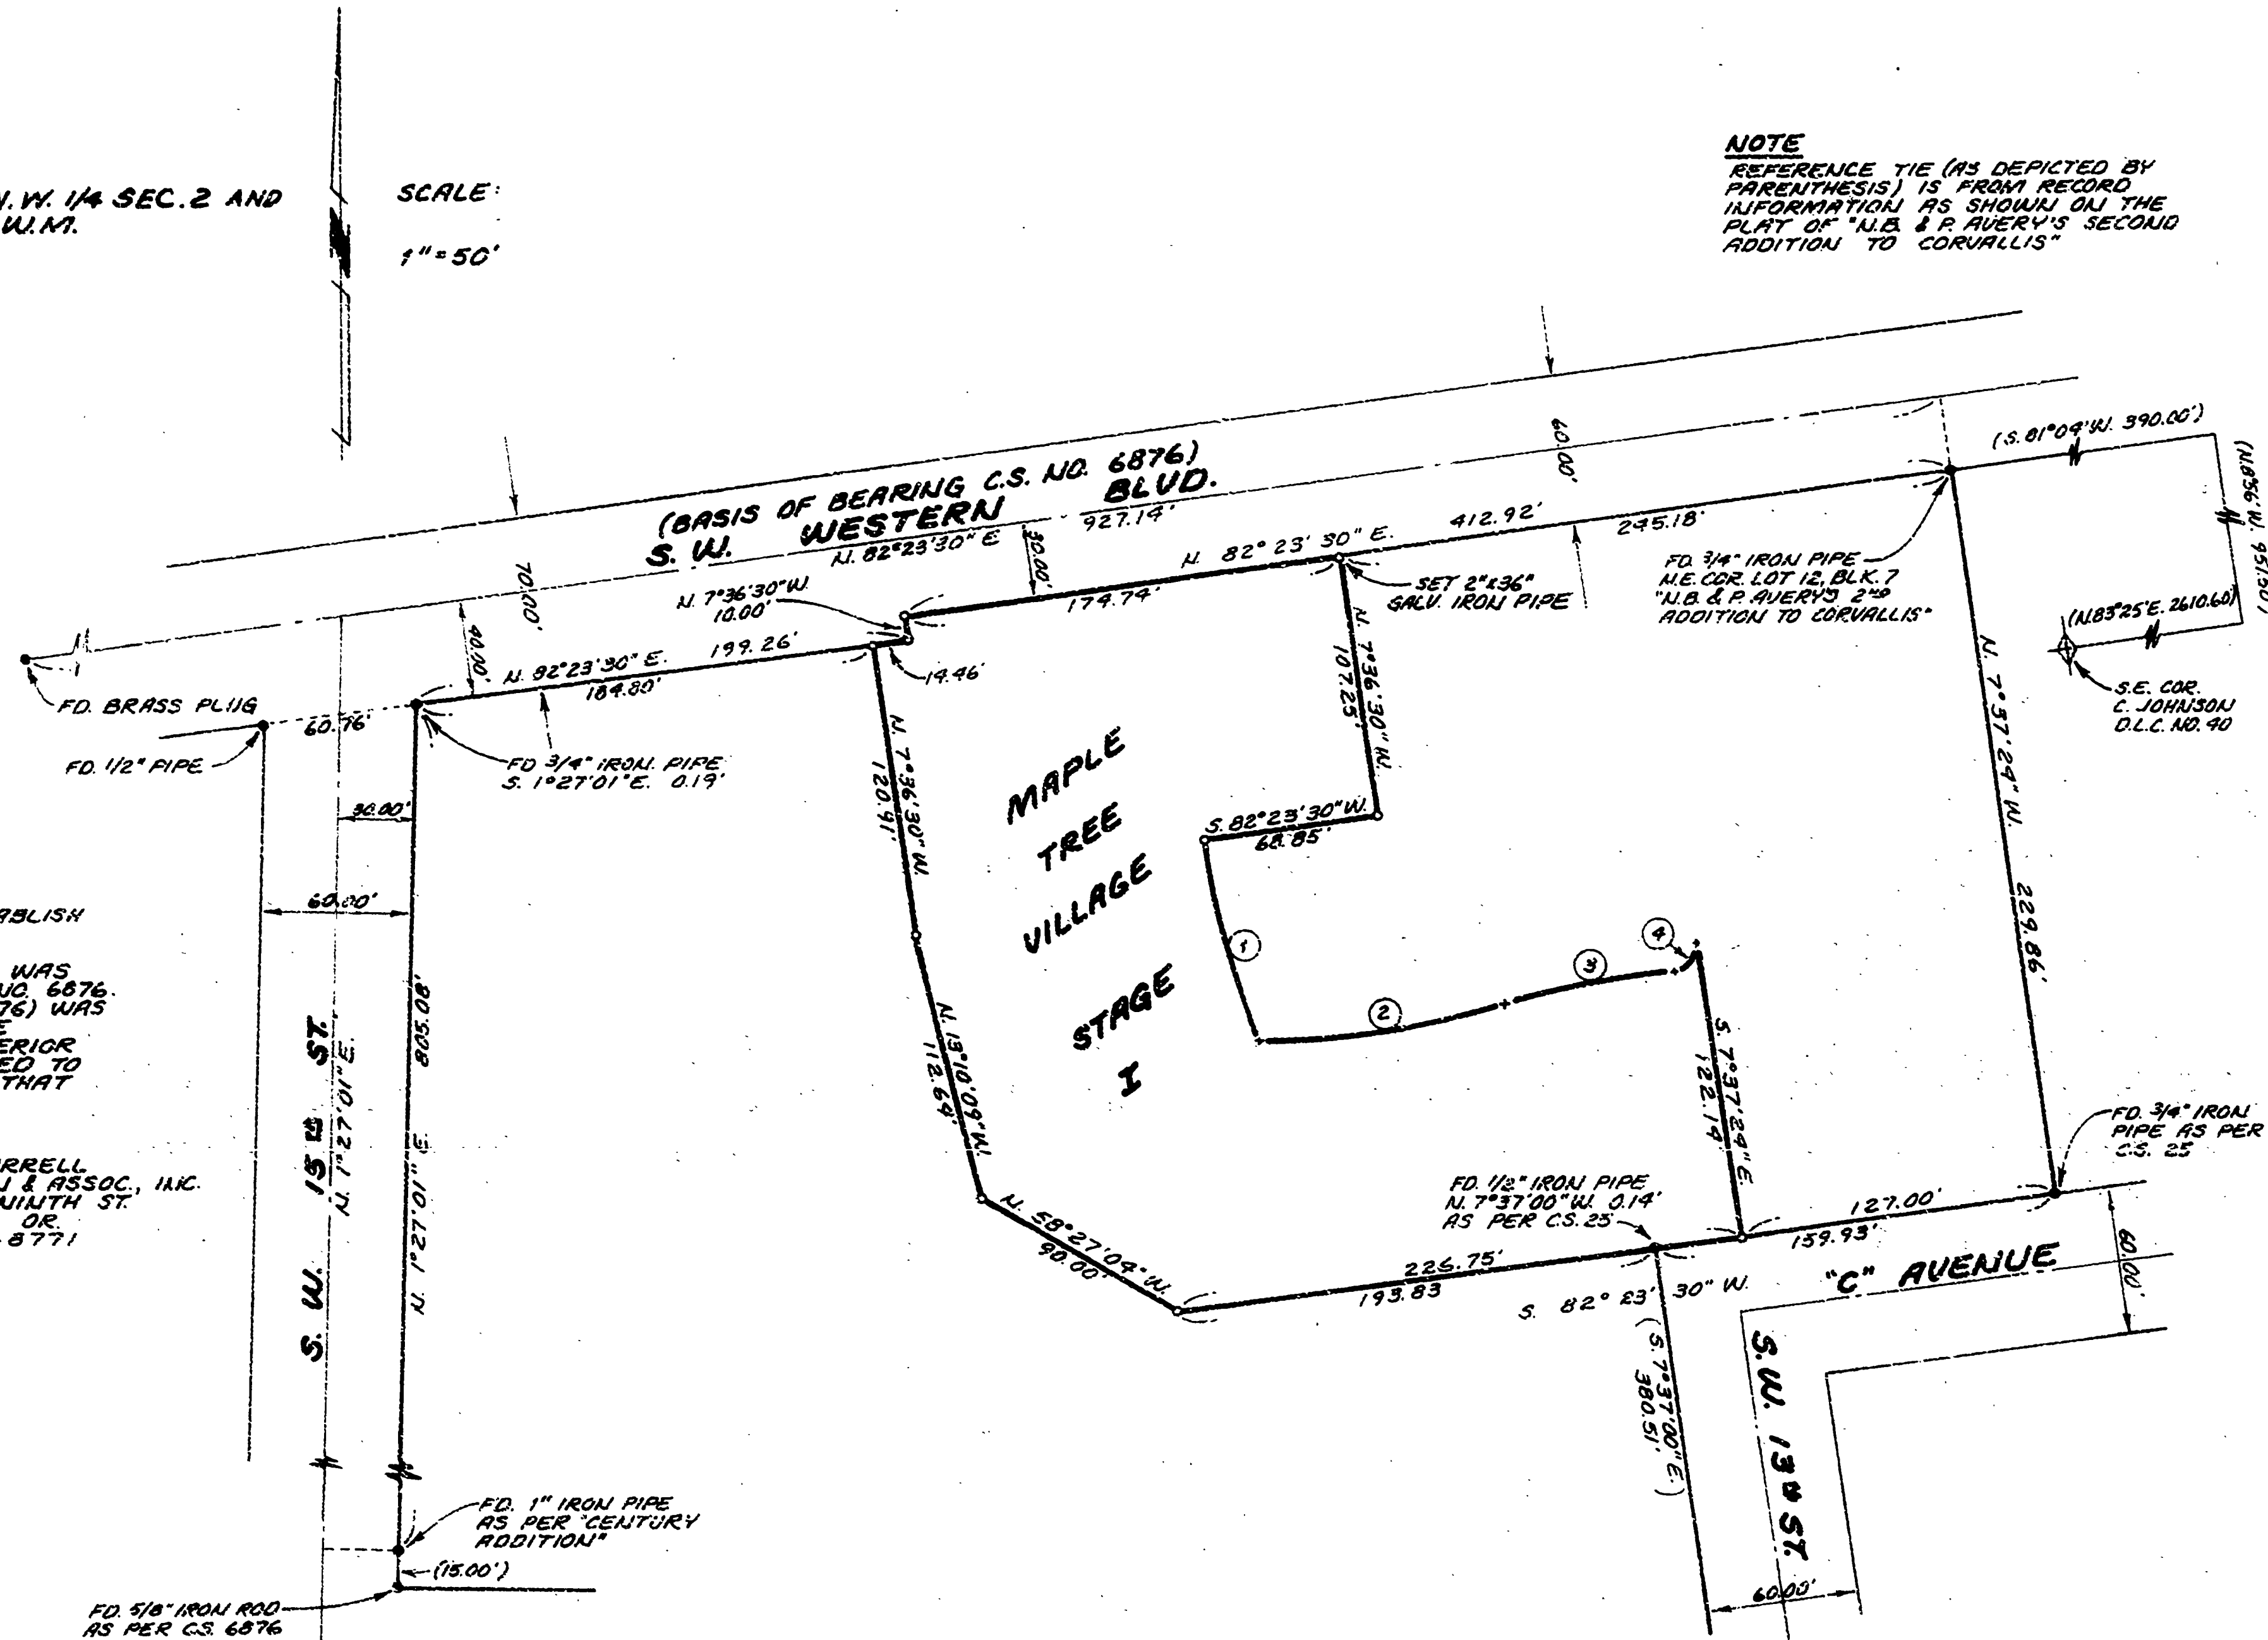 N.W. 1/4 SEC. 2 AND
W.M.
SCALE:
1" = 50'
NOTE
REFERENCE TIE (AS DEPICTED BY
PARENTHESIS) IS FROM RECORD
INFORMATION AS SHOWN ON THE
PLAT OF "N.B. & P. AVERY'S SECOND
ADDITION TO CORVALLIS"
(BASIS OF BEARING C.S. NO. 6876)
S. W. WESTERN BLVD.
N. 82°23'30" E 927.14'
60.00'
70.00'
40.00'
30.00'
N. 82° 23' 30" E. 412.92'
174.74' 245.18'
(S. 81°04' W. 390.00')
(N.83°25'E. 2610.60)
S.E. COR.
C. JOHNSON
D.L.C. NO. 40
FD. 3/4" IRON PIPE
N.E. COR. LOT 12, BLK. 7
"N.B. & P. AVERY'S 2ND
ADDITION TO CORVALLIS"
SET 2"x36"
GALV. IRON PIPE
N. 7°36'30" W.
10.00'
N. 82°23'30" E. 199.26'
184.80'
14.46'
FD. BRASS PLUG
60.76'
FD. 1/2" PIPE
FD 3/4" IRON PIPE
S. 1°27'01" E. 0.19'
30.00'
60.00'
N. 7°36'30" W.
120.91'
N. 7°36'30" W.
107.25'
S. 82°23'30" W.
68.85'
MAPLE
TREE
VILLAGE
STAGE
I
1
2
3
4
N. 7°37'24" W. 229.86'
S. 7°37'24" E.
122.14'
N. 13°10'09" W.
112.64'
N. 58°27'04" W.
90.00'
ABLISH
WAS
NO. 6876.
76) WAS
ERIOR
ED TO
THAT
RRELL
N & ASSOC., INC.
NINTH ST.
OR.
8771
S. W. 15TH ST.
N. 1°27'01" E.
N. 1°27'01" E. 805.08'
FD. 1/2" IRON PIPE
N. 7°37'00" W. 0.14'
AS PER C.S. 25
FD. 3/4" IRON
PIPE AS PER
C.S. 25
226.75' 127.00'
193.83 159.93'
S. 82° 23' 30" W.
"C" AVENUE
60.00'
(S. 7°37'00" E.)
380.51'
S.W. 13TH ST.
60.00'
FD. 1" IRON PIPE
AS PER "CENTURY
ADDITION"
(15.00')
FD. 5/8" IRON ROD
AS PER C.S. 6876